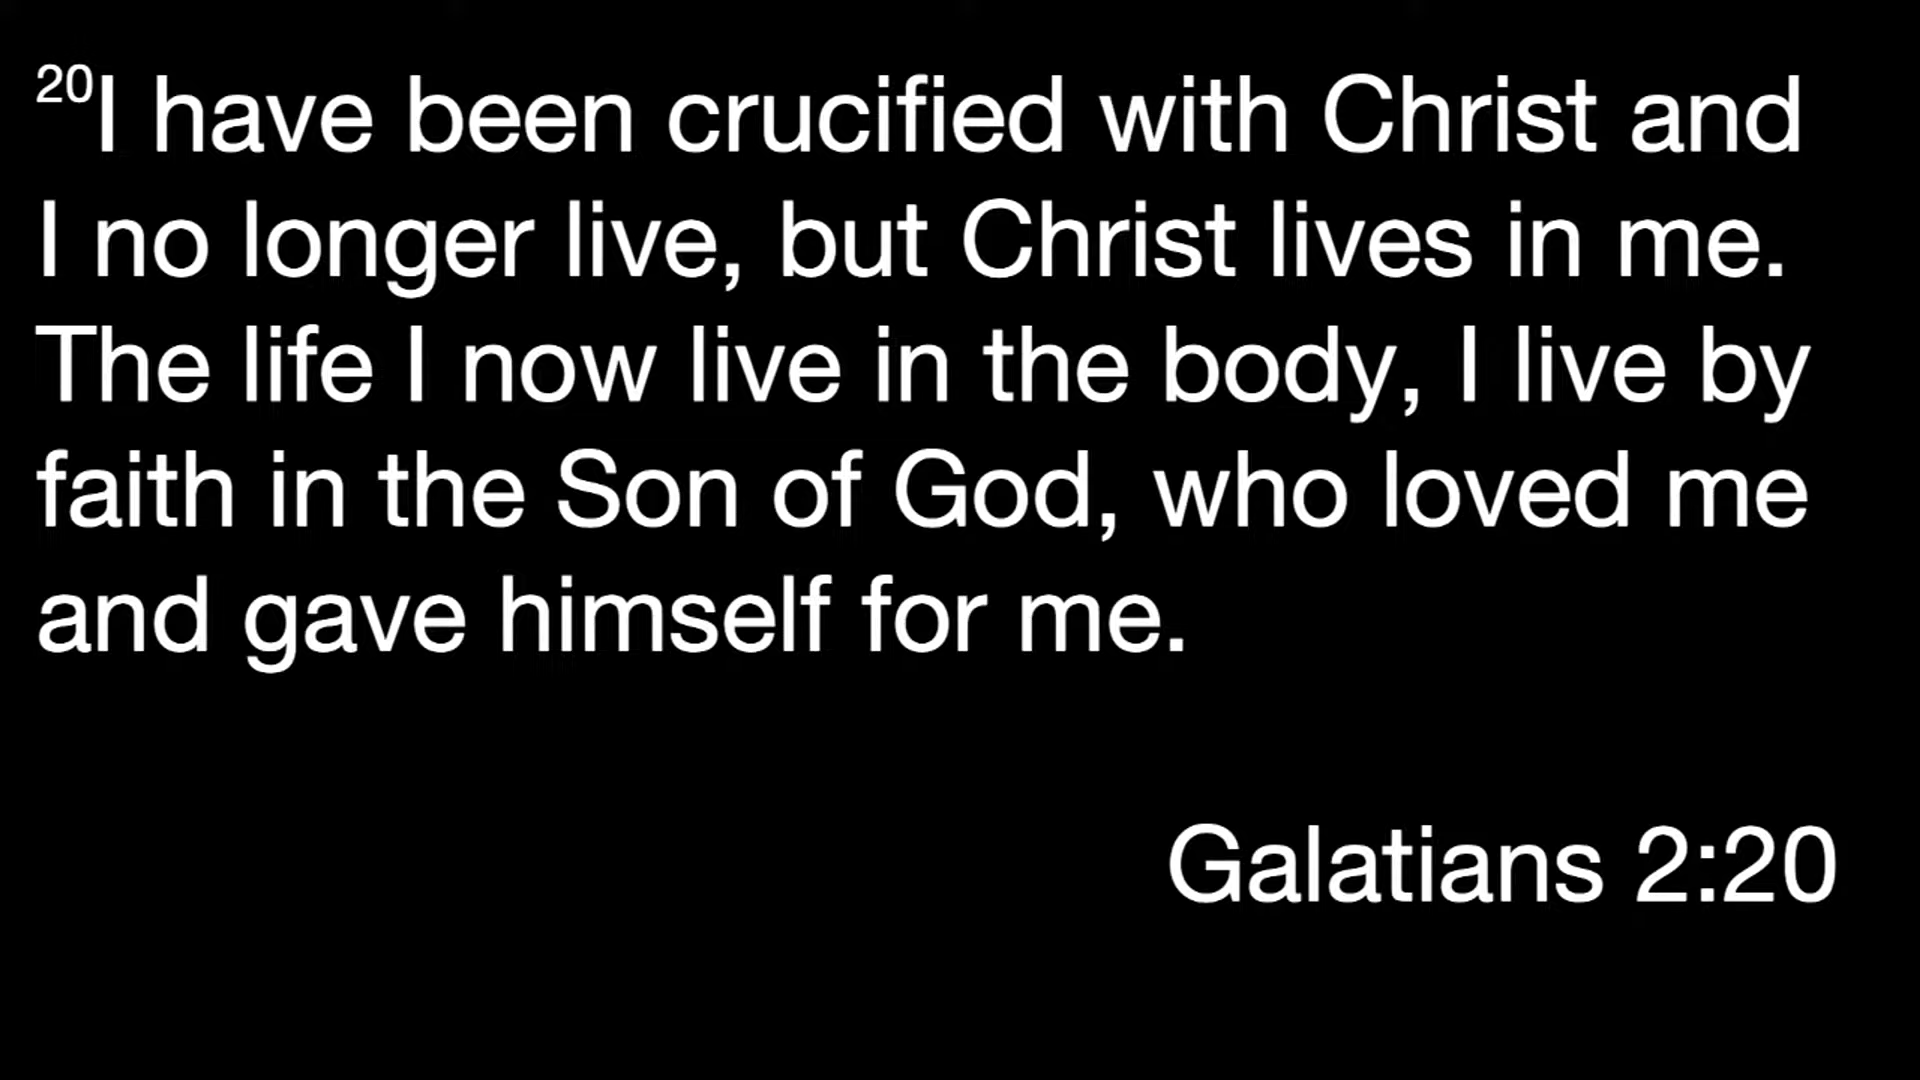 20I have been crucified with Christ and
I no longer live, but Christ lives in me.
The life I now live in the body, I live by
faith in the Son of God, who loved me
and gave himself for me.
Galatians 2:20